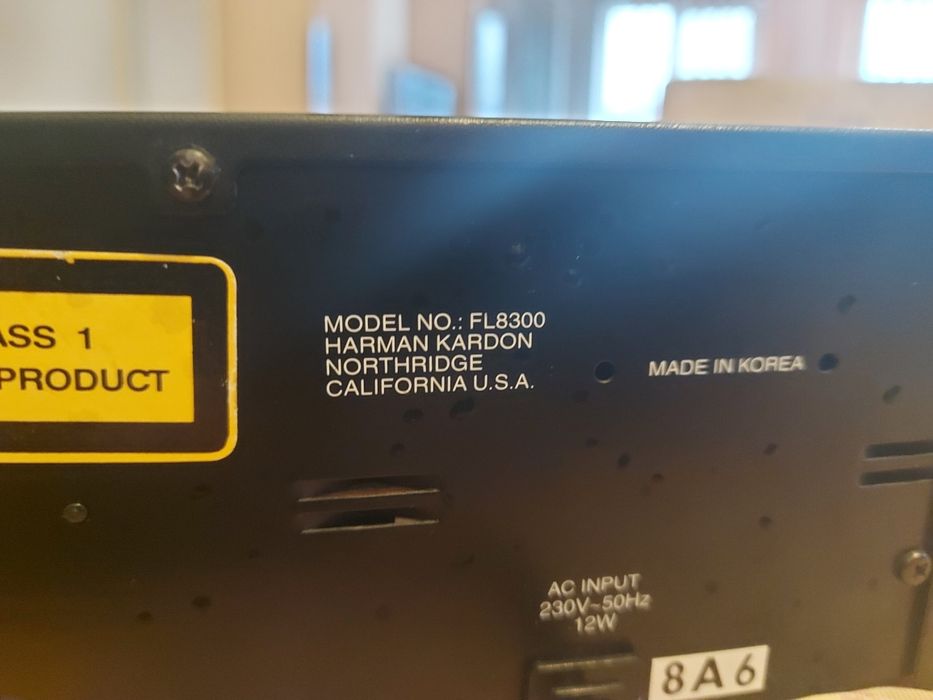 ASS 1
PRODUCT
MODEL NO.: FL8300
HARMAN KARDON
NORTHRIDGE
CALIFORNIA U.S.A.
MADE IN KOREA
AC INPUT
230V~50Hz
12W
8A6